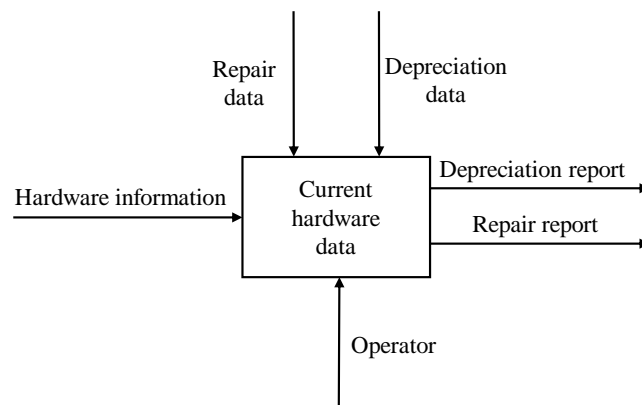 Repair
data
Depreciation
data
Hardware information
Current
hardware
data
Depreciation report
Repair report
Operator